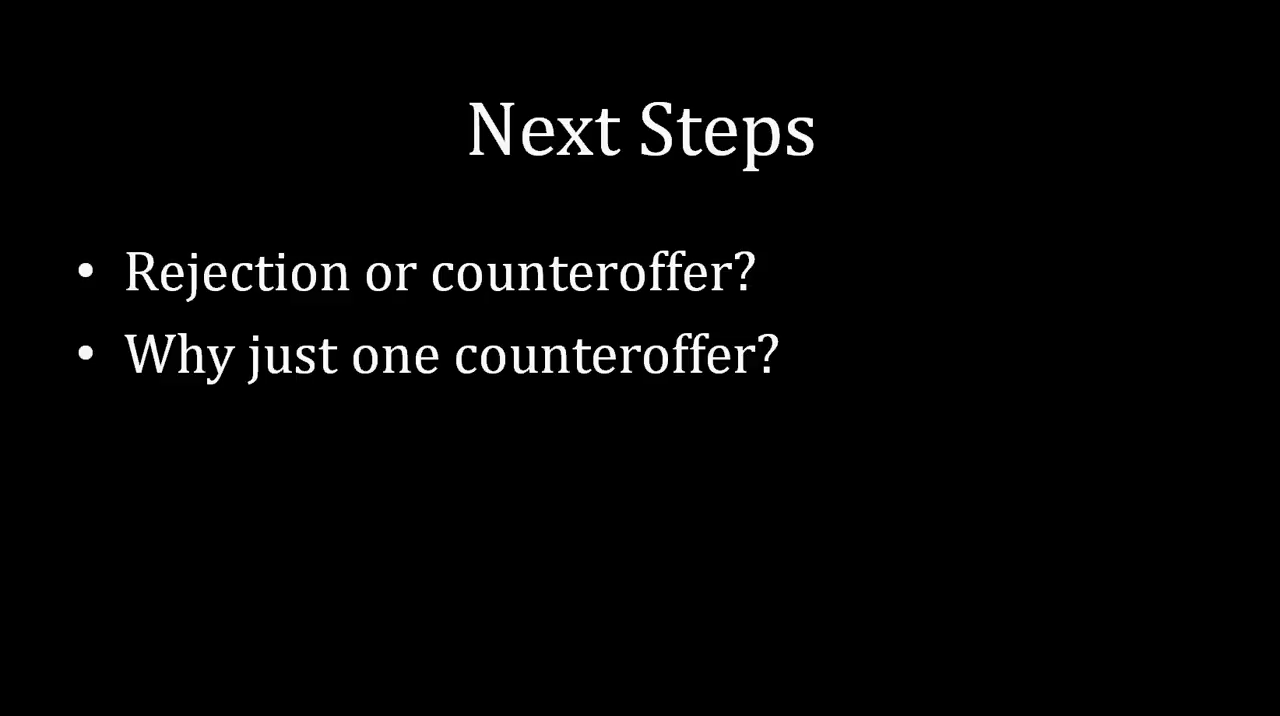 Next Steps
• Rejection or counteroffer?
• Why just one counteroffer?